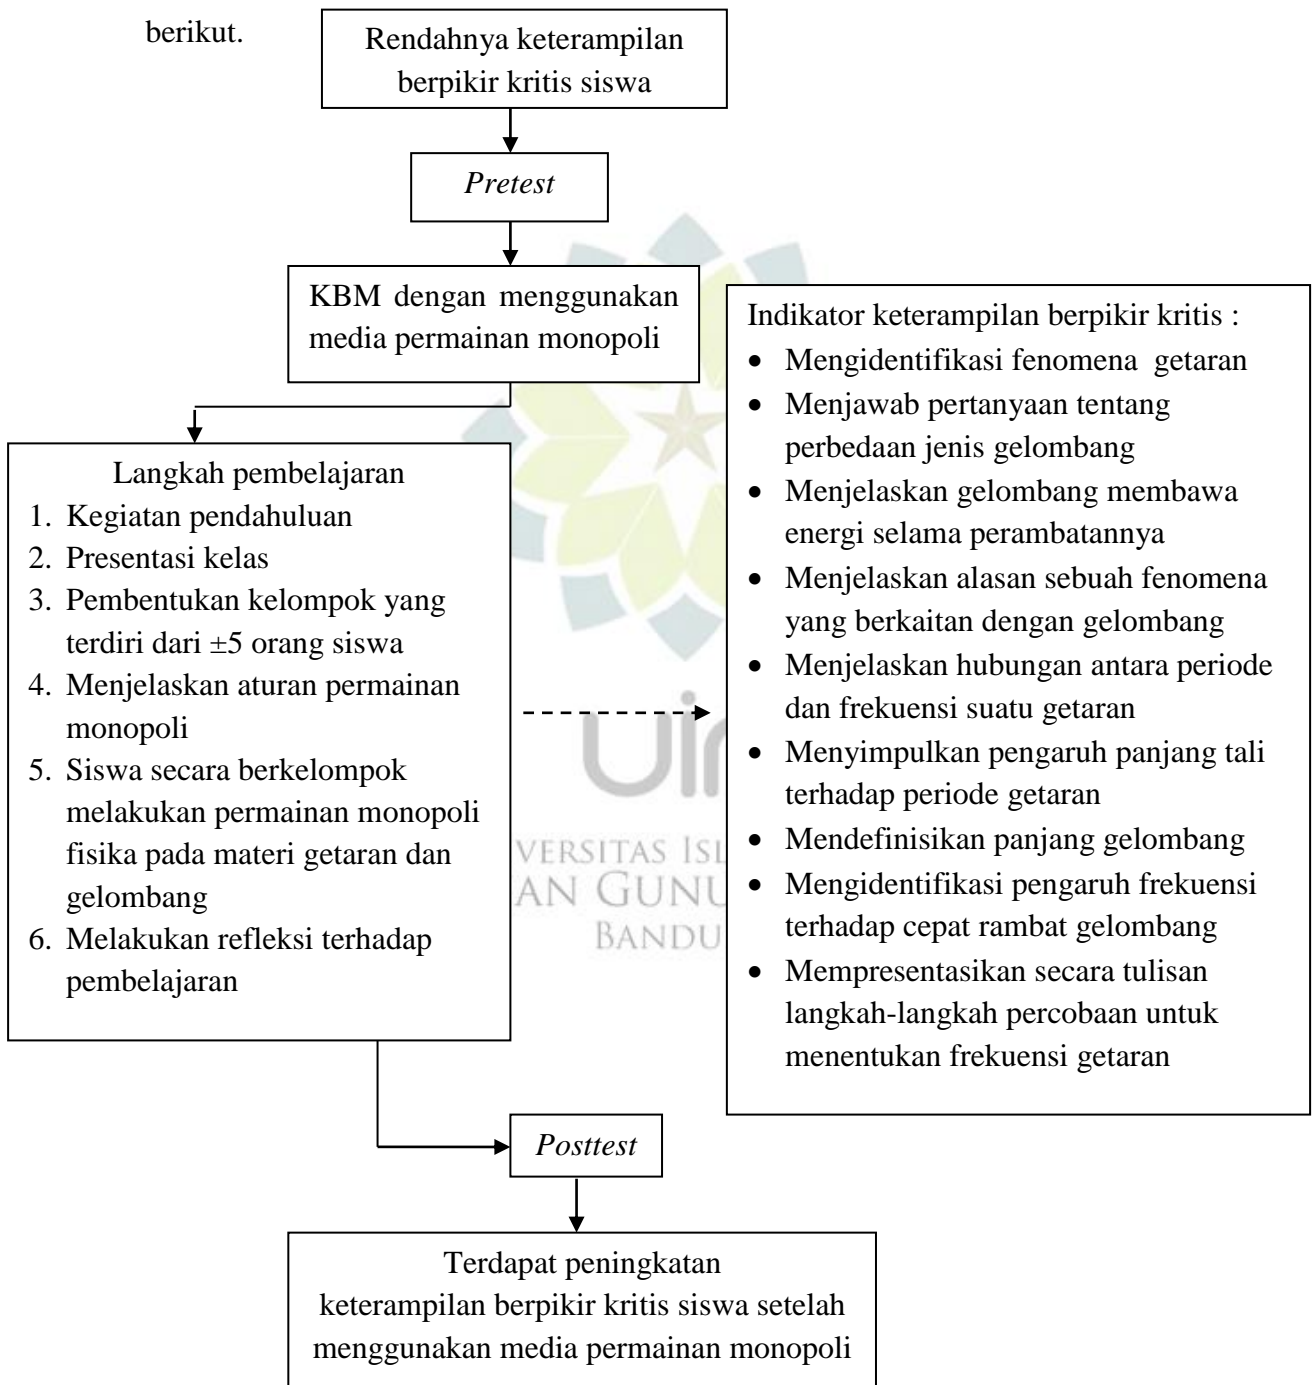 berikut.
Rendahnya keterampilan
berpikir kritis siswa
Pretest
KBM dengan menggunakan
media permainan monopoli
Langkah pembelajaran
1. Kegiatan pendahuluan
2. Presentasi kelas
3. Pembentukan kelompok yang
terdiri dari ±5 orang siswa
4. Menjelaskan aturan permainan
monopoli
5. Siswa secara berkelompok
melakukan permainan monopoli
fisika pada materi getaran dan
gelombang
6. Melakukan refleksi terhadap
pembelajaran
Indikator keterampilan berpikir kritis :
• Mengidentifikasi fenomena getaran
• Menjawab pertanyaan tentang
perbedaan jenis gelombang
• Menjelaskan gelombang membawa
energi selama perambatannya
• Menjelaskan alasan sebuah fenomena
yang berkaitan dengan gelombang
• Menjelaskan hubungan antara periode
dan frekuensi suatu getaran
• Menyimpulkan pengaruh panjang tali
terhadap periode getaran
• Mendefinisikan panjang gelombang
• Mengidentifikasi pengaruh frekuensi
terhadap cepat rambat gelombang
• Mempresentasikan secara tulisan
langkah-langkah percobaan untuk
menentukan frekuensi getaran
Posttest
Terdapat peningkatan
keterampilan berpikir kritis siswa setelah
menggunakan media permainan monopoli